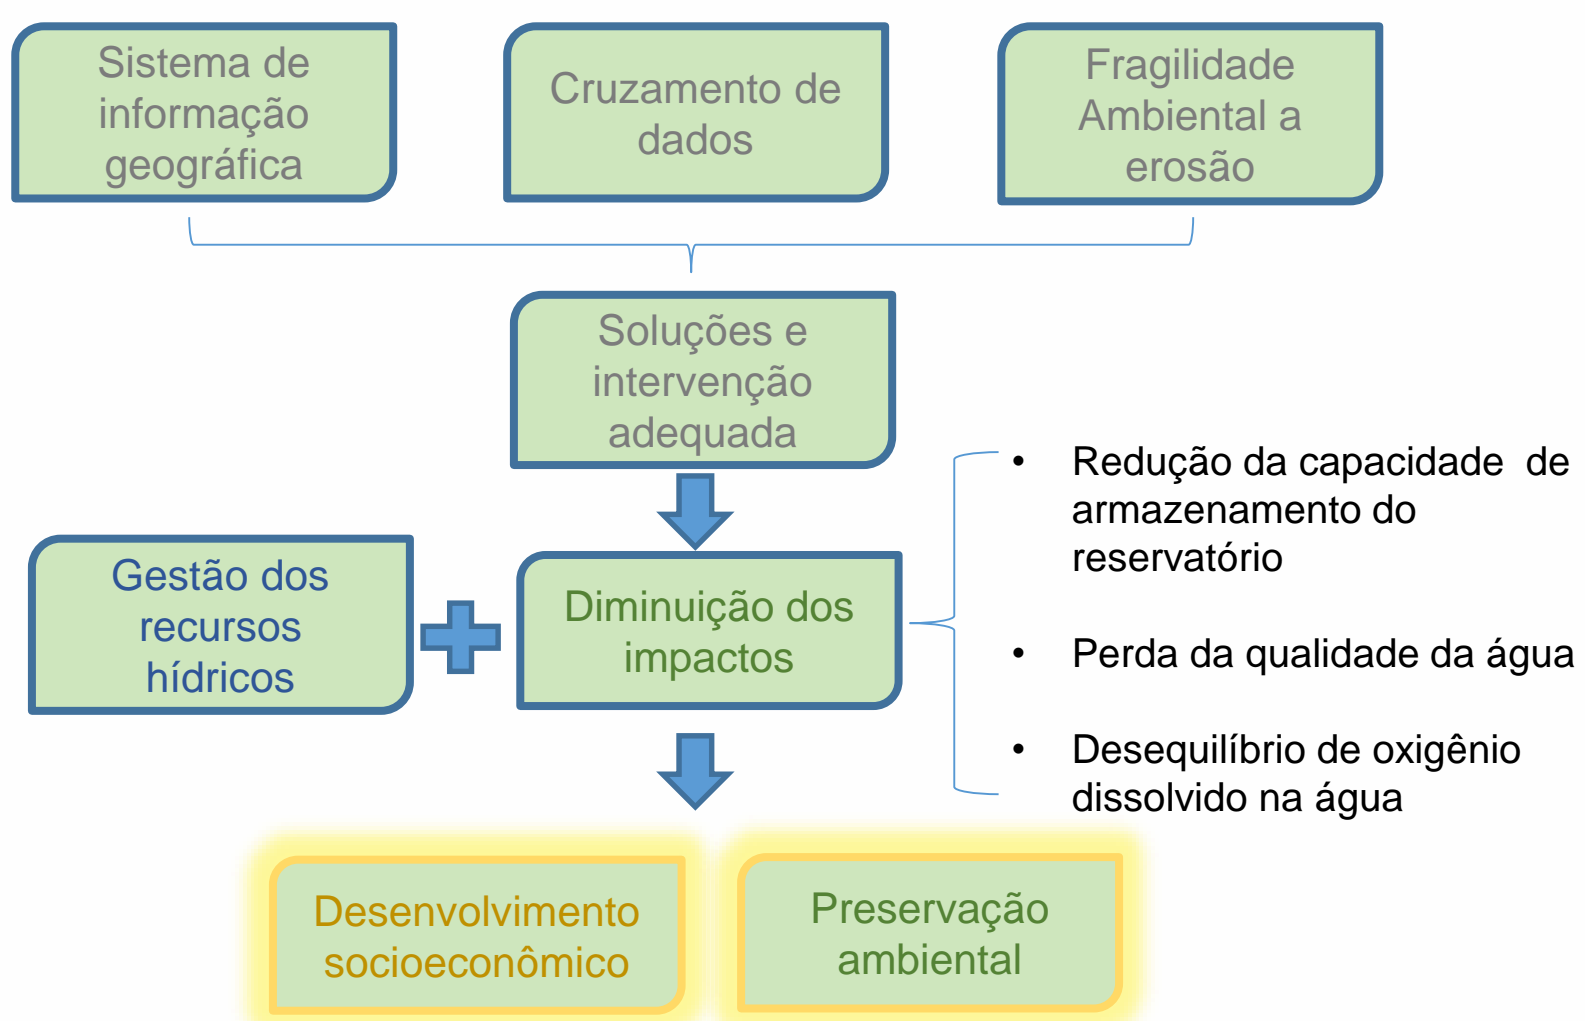 Sistema de
informação
geográfica
Cruzamento de
dados
Fragilidade
Ambiental a
erosão
Soluções e
intervenção
adequada
Gestão dos
recursos
hídricos
Diminuição dos
impactos
• Redução da capacidade de
armazenamento do
reservatório
• Perda da qualidade da água
• Desequilíbrio de oxigênio
dissolvido na água
Desenvolvimento
socioeconômico
Preservação
ambiental